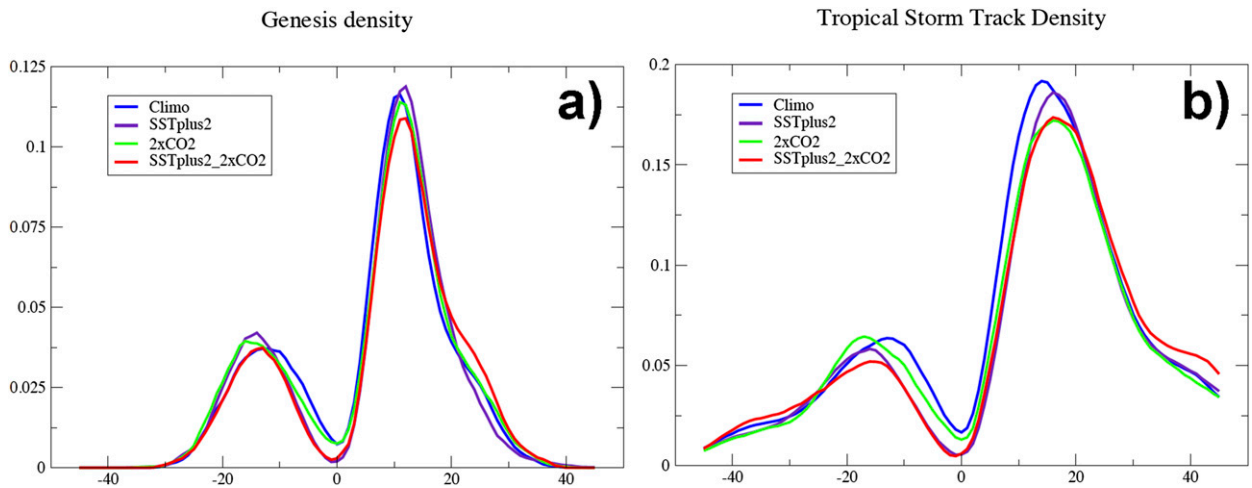 Genesis density
Tropical Storm Track Density
0.125
0.1
0.075
0.05
0.025
0
-40
-20
0
20
40
Climo
SSTplus2
2xCO2
SSTplus2_2xCO2
a)
0.2
0.15
0.1
0.05
0
-40
-20
0
20
40
Climo
SSTplus2
2xCO2
SSTplus2_2xCO2
b)